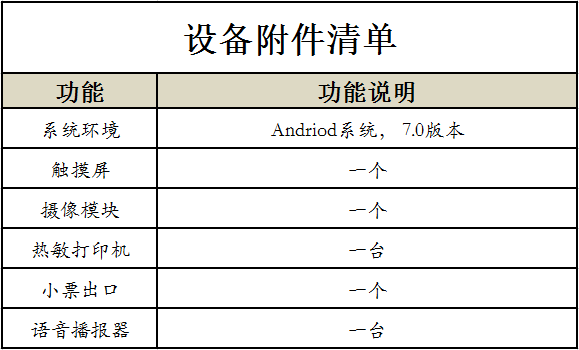 设备附件清单
功能 功能说明
系统环境 Andriod系统， 7.0版本
触摸屏 一个
摄像模块 一个
热敏打印机 一台
小票出口 一个
语音播报器 一台